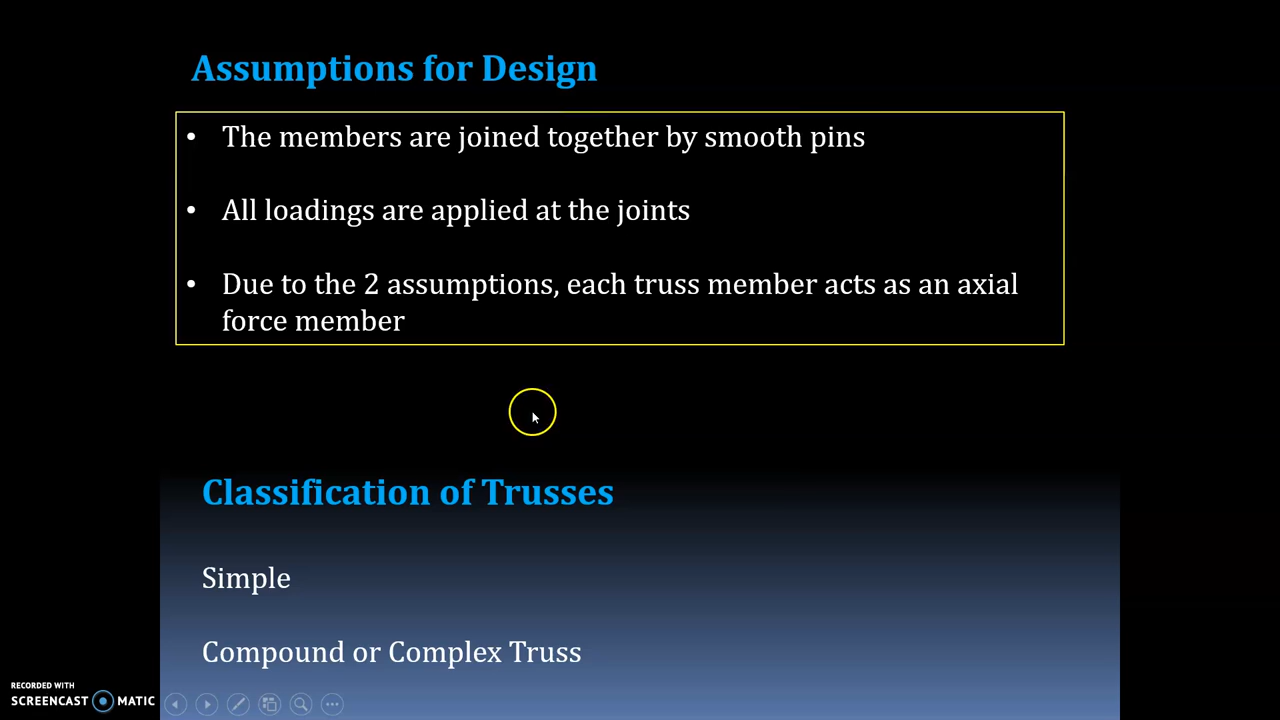 Assumptions for Design
• The members are joined together by smooth pins
• All loadings are applied at the joints
• Due to the 2 assumptions, each truss member acts as an axial
force member
Classification of Trusses
Simple
Compound or Complex Truss
RECORDED WITH
SCREENCAST MATIC